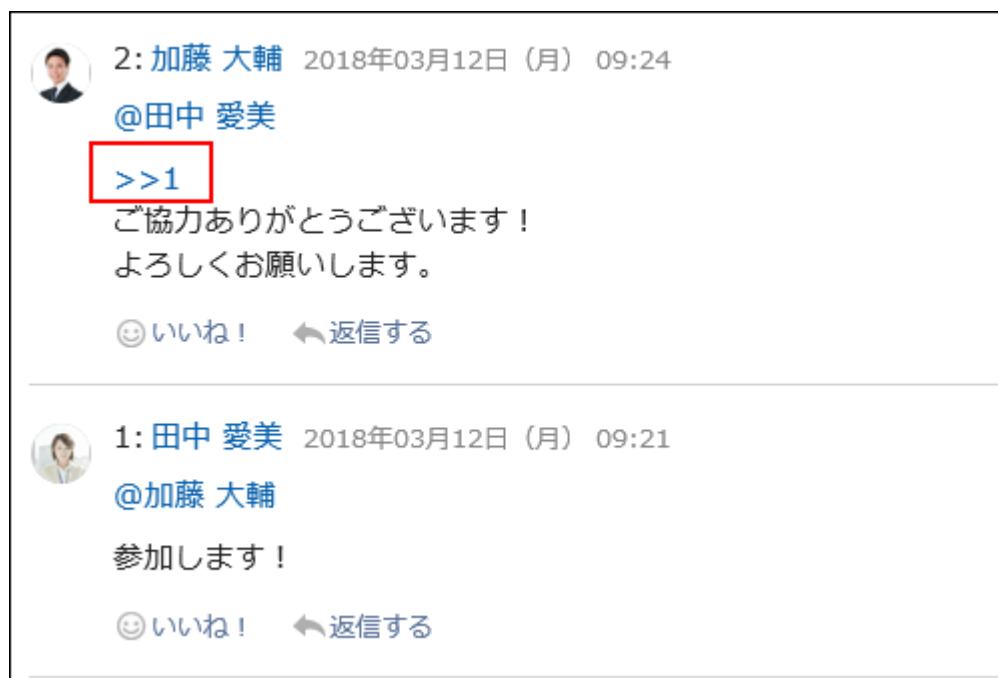 2: 加藤 大輔 2018年03月12日（月） 09:24
@田中 愛美
>>1
ご協力ありがとうございます！
よろしくお願いします。
いいね！ 返信する
1: 田中 愛美 2018年03月12日（月） 09:21
@加藤 大輔
参加します！
いいね！ 返信する